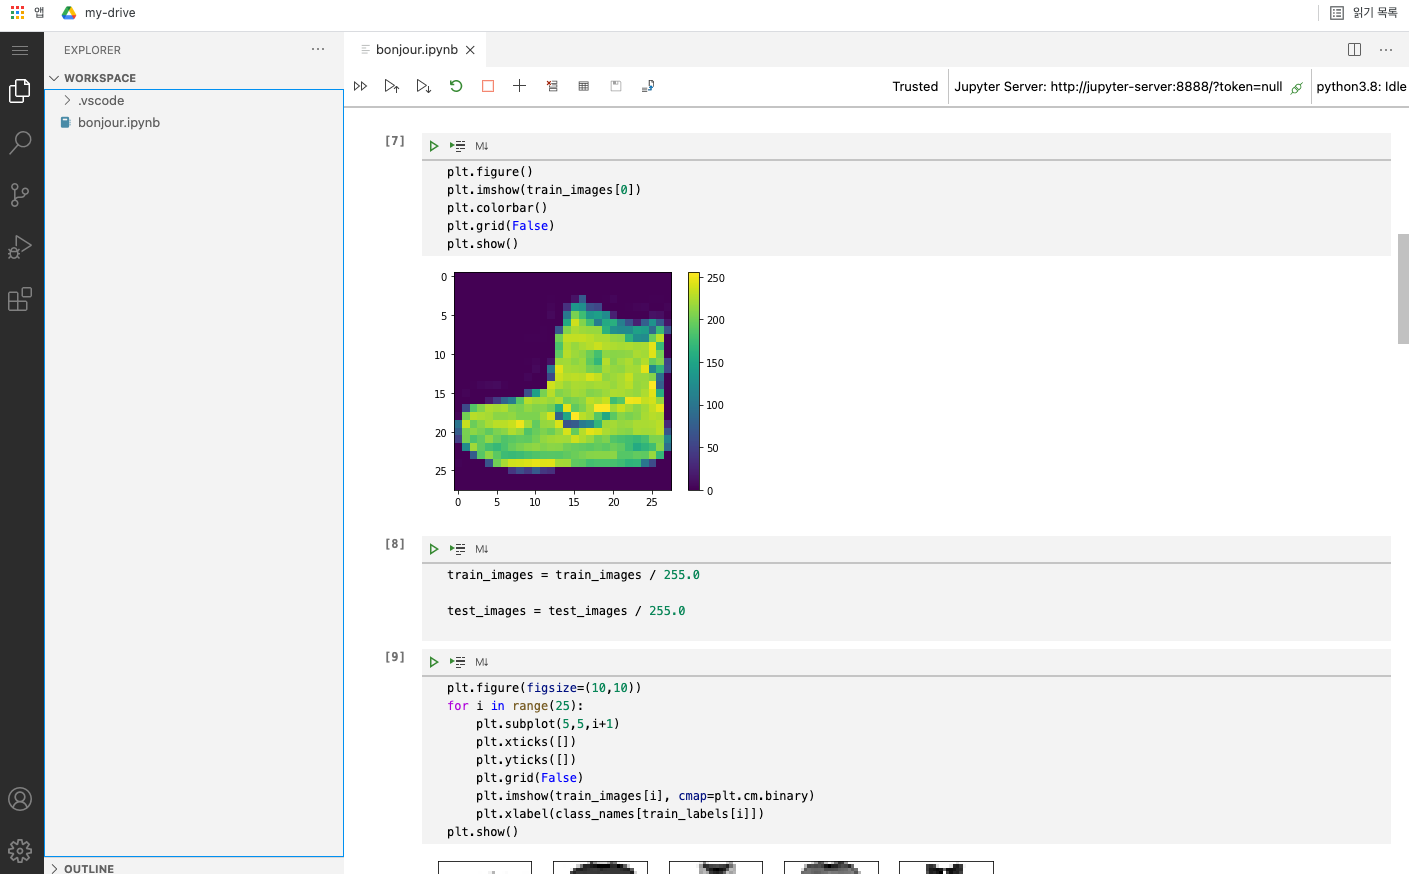 앱 my-drive 읽기 목록
EXPLORER ···
bonjour.ipynb
WORKSPACE
.vscode
bonjour.ipynb
Trusted Jupyter Server: http://jupyter-server:8888/?token=null python3.8: Idle
[7]
M↓
plt.figure()
plt.imshow(train_images[0])
plt.colorbar()
plt.grid(False)
plt.show()
0
5
10
15
20
25
0 5 10 15 20 25
250
200
150
100
50
0
[8]
M↓
train_images = train_images / 255.0
test_images = test_images / 255.0
[9]
M↓
plt.figure(figsize=(10,10))
for i in range(25):
    plt.subplot(5,5,i+1)
    plt.xticks([])
    plt.yticks([])
    plt.grid(False)
    plt.imshow(train_images[i], cmap=plt.cm.binary)
    plt.xlabel(class_names[train_labels[i]])
plt.show()
OUTLINE